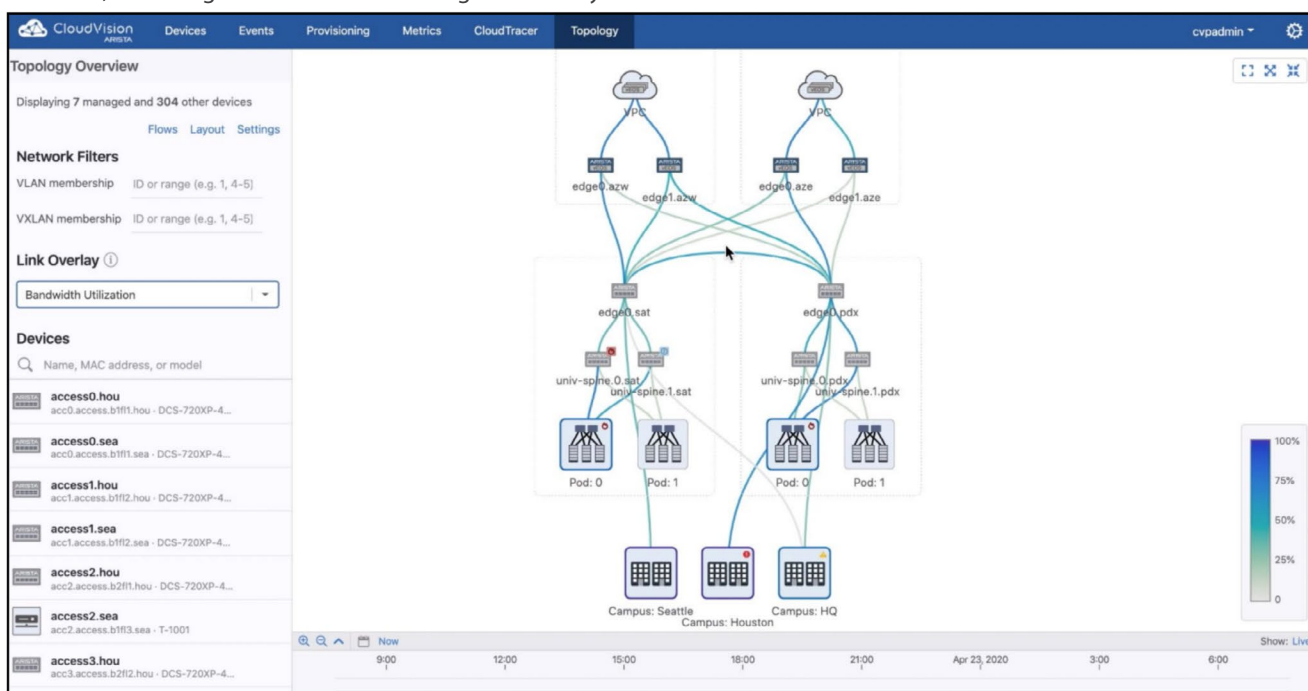 CloudVision
ARISTA
Devices
Events
Provisioning
Metrics
CloudTracer
Topology
cvpadmin
Topology Overview
Displaying 7 managed and 304 other devices
Flows Layout Settings
Network Filters
VLAN membership ID or range (e.g. 1, 4-5)
VXLAN membership ID or range (e.g. 1, 4-5)
Link Overlay
Bandwidth Utilization
Devices
Name, MAC address, or model
access0.hou
acc0.access.b1fl1.hou · DCS-720XP-4...
access0.sea
acc0.access.b1fl1.sea · DCS-720XP-4...
access1.hou
acc1.access.b1fl2.hou · DCS-720XP-4...
access1.sea
acc1.access.b1fl2.sea · DCS-720XP-4...
access2.hou
acc2.access.b2fl1.hou · DCS-720XP-4...
access2.sea
acc2.access.b1fl3.sea · T-1001
access3.hou
acc3.access.b2fl2.hou · DCS-720XP-4...
VPC
VPC
edge0.azw
edge1.azw
edge0.aze
edge1.aze
edge0.sat
edge0.pdx
univ-spine.0.sat
univ-spine.1.sat
univ-spine.0.pdx
univ-spine.1.pdx
Pod: 0
Pod: 1
Pod: 0
Pod: 1
Campus: Seattle
Campus: Houston
Campus: HQ
100%
75%
50%
25%
0
Now
Show: Live
9:00
12:00
15:00
18:00
21:00
Apr 23, 2020
3:00
6:00